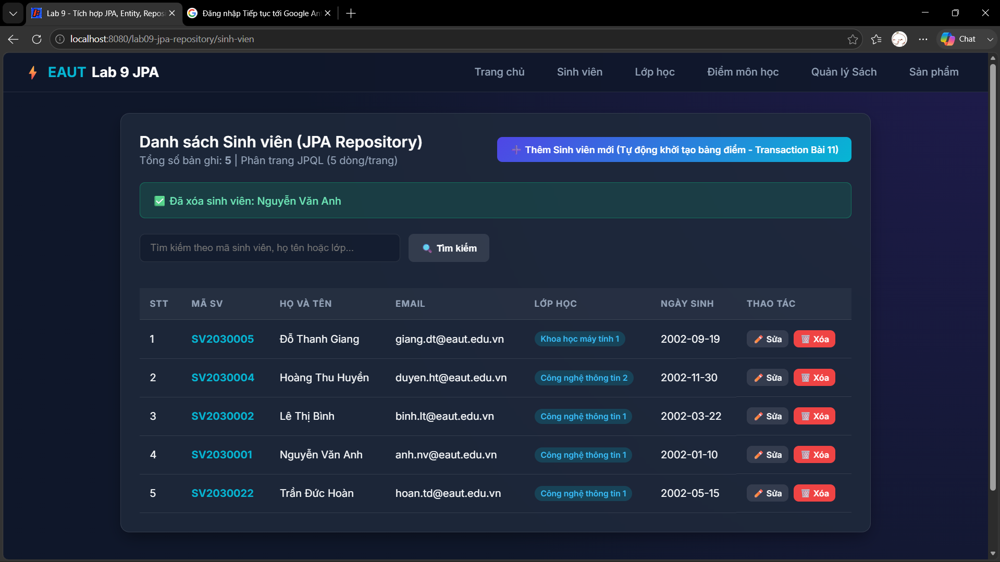 Lab 9 - Tích hợp JPA, Entity, Repos
Đăng nhập Tiếp tục tới Google An
localhost:8080/lab09-jpa-repository/sinh-vien
Chat
EAUT Lab 9 JPA
Trang chủ
Sinh viên
Lớp học
Điểm môn học
Quản lý Sách
Sản phẩm
Danh sách Sinh viên (JPA Repository)
Tổng số bản ghi: 5 | Phân trang JPQL (5 dòng/trang)
Thêm Sinh viên mới (Tự động khởi tạo bảng điểm - Transaction Bài 11)
Đã xóa sinh viên: Nguyễn Văn Anh
Tìm kiếm theo mã sinh viên, họ tên hoặc lớp...
Tìm kiếm
STT MÃ SV HỌ VÀ TÊN EMAIL LỚP HỌC NGÀY SINH THAO TÁC
1 SV2030005 Đỗ Thanh Giang giang.dt@eaut.edu.vn Khoa học máy tính 1 2002-09-19 Sửa Xóa
2 SV2030004 Hoàng Thu Huyền duyen.ht@eaut.edu.vn Công nghệ thông tin 2 2002-11-30 Sửa Xóa
3 SV2030002 Lê Thị Bình binh.lt@eaut.edu.vn Công nghệ thông tin 1 2002-03-22 Sửa Xóa
4 SV2030001 Nguyễn Văn Anh anh.nv@eaut.edu.vn Công nghệ thông tin 1 2002-01-10 Sửa Xóa
5 SV2030022 Trần Đức Hoàn hoan.td@eaut.edu.vn Công nghệ thông tin 1 2002-05-15 Sửa Xóa